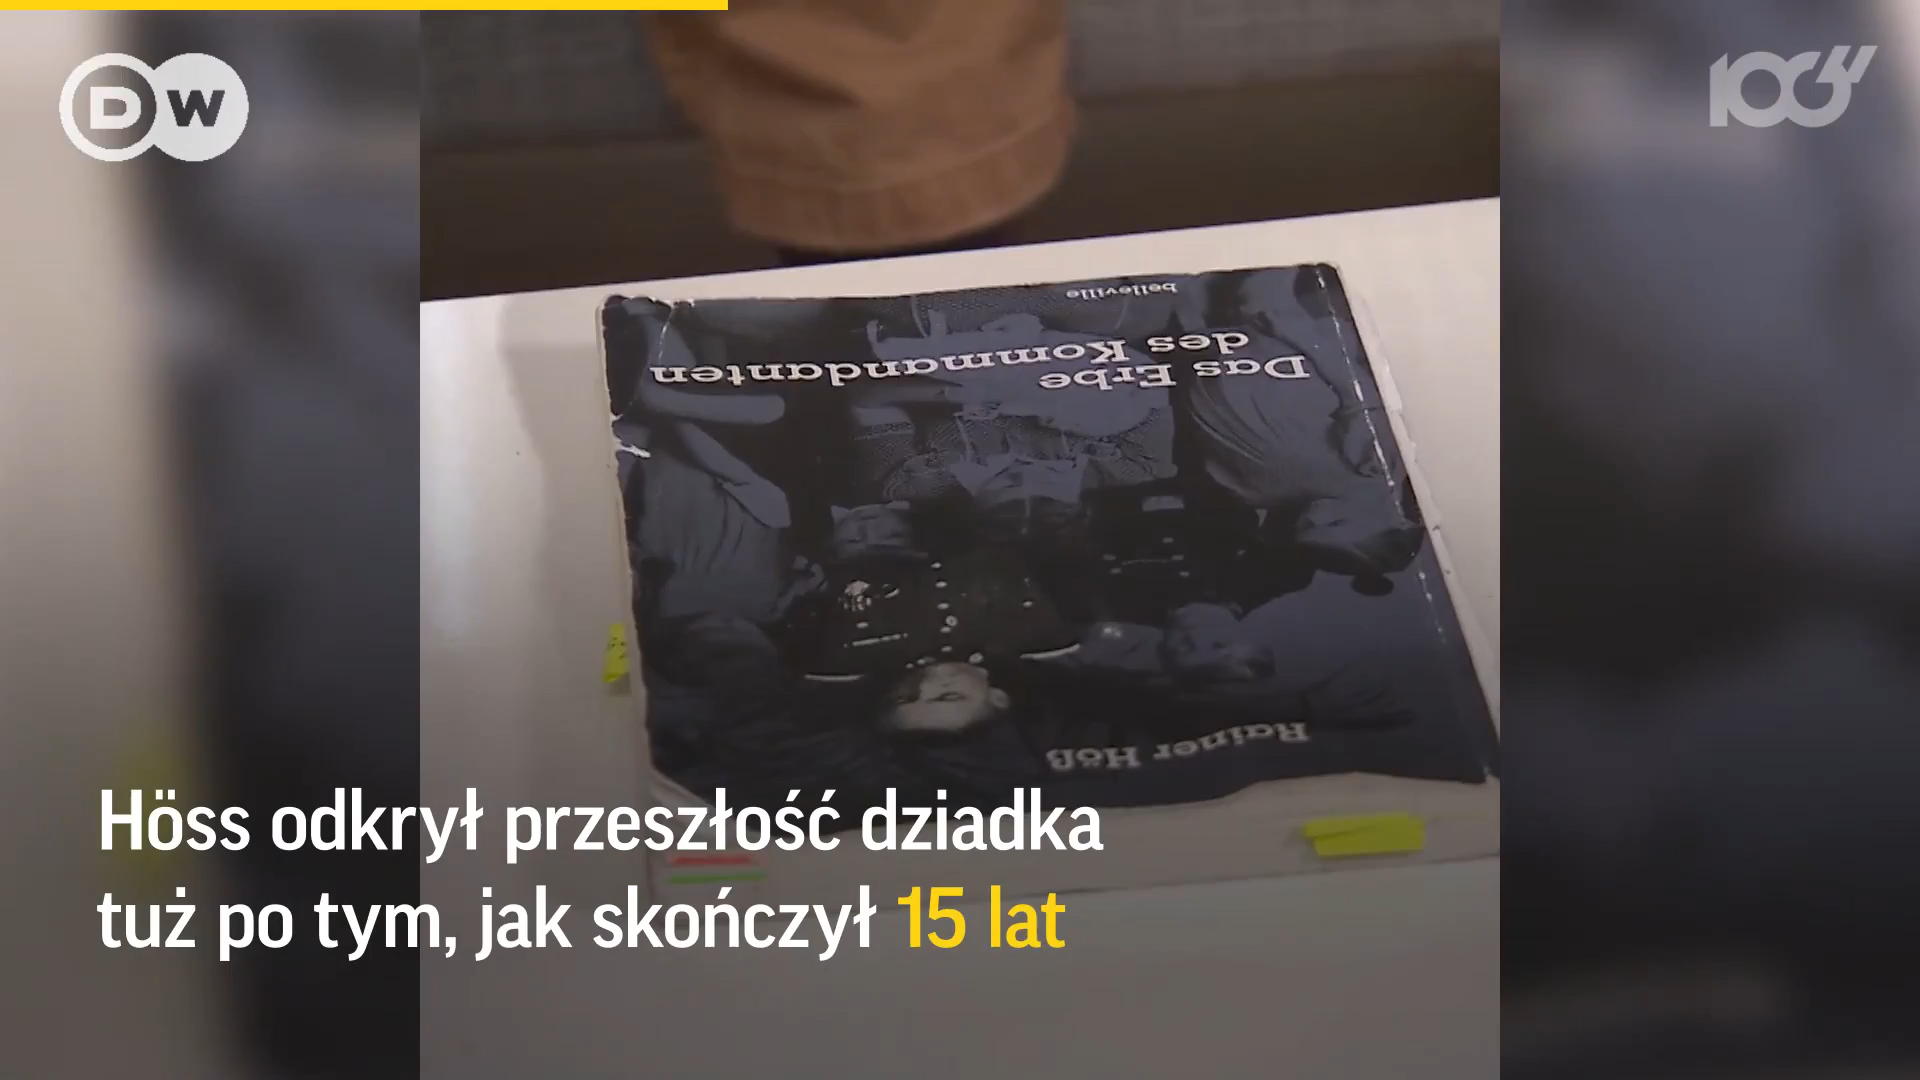 DW
100
belleville
Das Erbe
des Kommandanten
Rainer Höß
Höss odkrył przeszłość dziadka
tuż po tym, jak skończył 15 lat